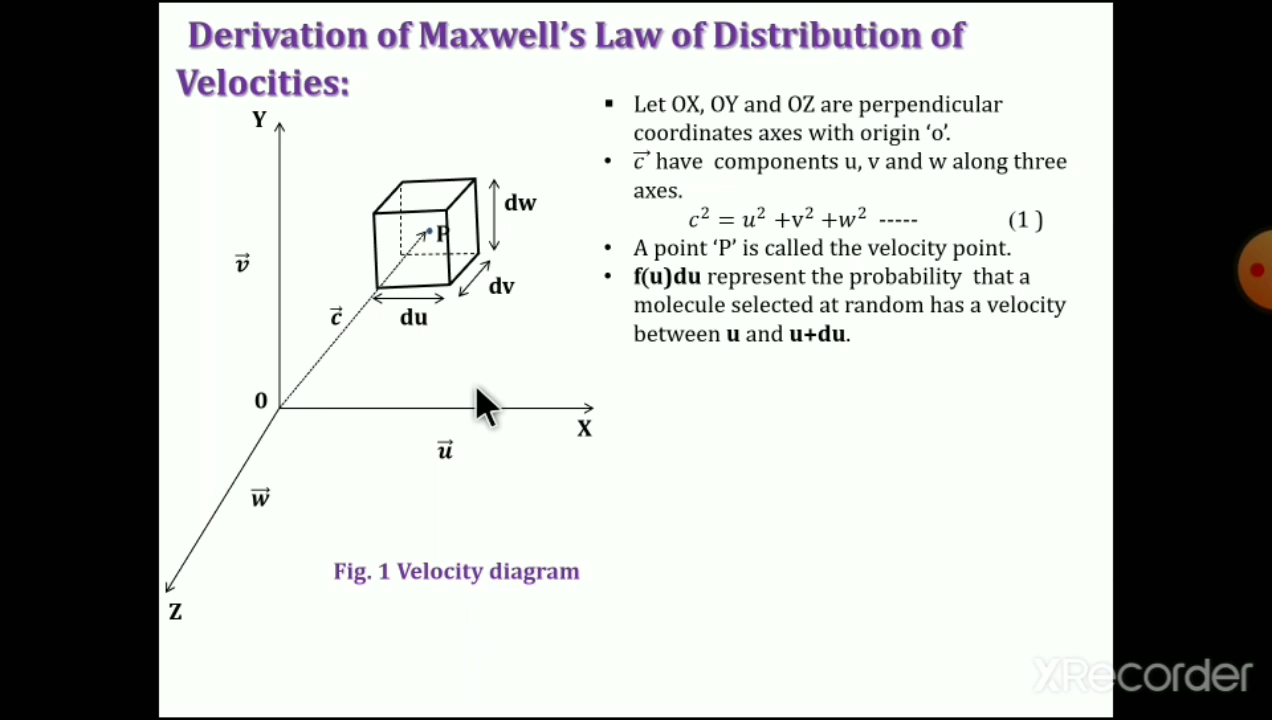 Derivation of Maxwell's Law of Distribution of
Velocities:
▪ Let OX, OY and OZ are perpendicular
coordinates axes with origin 'o'.
• c⃗ have components u, v and w along three
axes.
c² = u² +v² +w² ----- (1 )
• A point 'P' is called the velocity point.
• f(u)du represent the probability that a
molecule selected at random has a velocity
between u and u+du.
Y
dw
P
v⃗
dv
c⃗
du
O
X
u⃗
w⃗
Fig. 1 Velocity diagram
Z
XRecorder